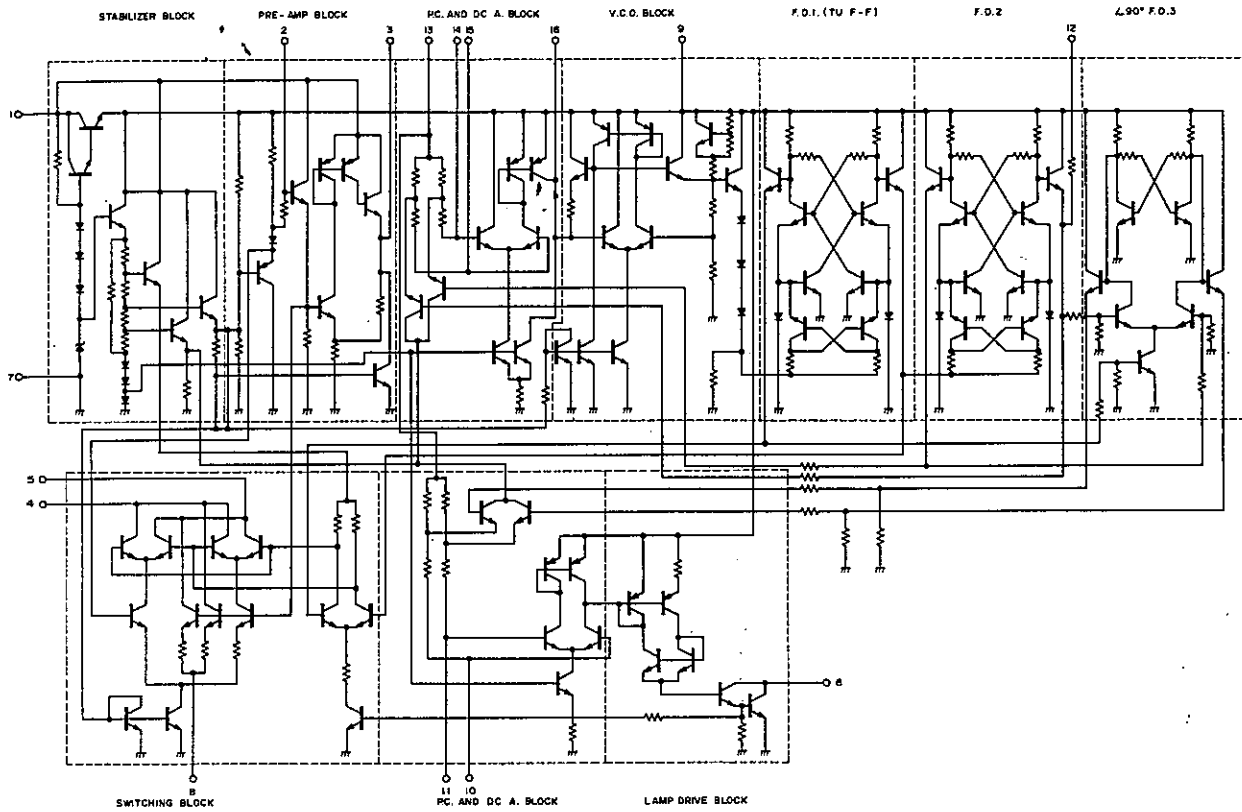 STABILIZER BLOCK
PRE-AMP BLOCK
P.C. AND DC A. BLOCK
V.C.O. BLOCK
F.D.1. (TU F-F)
F.D.2
∠90° F.D.3
2
3
13
14
15
16
9
12
1
7
5
4
6
8
11
10
SWITCHING BLOCK
P.C. AND DC A. BLOCK
LAMP DRIVE BLOCK